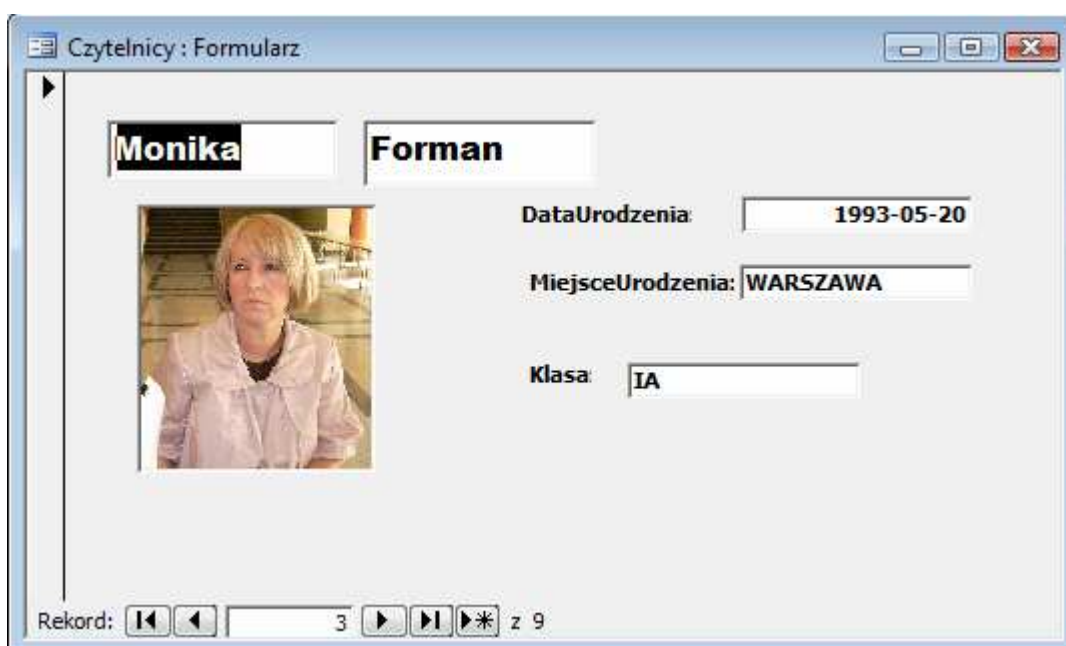 Czytelnicy : Formularz
Monika Forman
DataUrodzenia: 1993-05-20
MiejsceUrodzenia: WARSZAWA
Klasa: IA
Rekord: 3 z 9